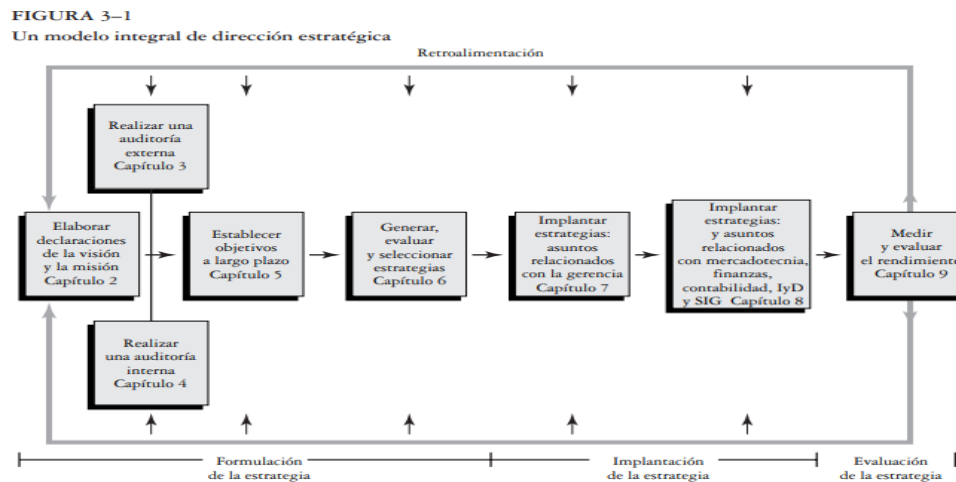 FIGURA 3–1
Un modelo integral de dirección estratégica
Retroalimentación
Realizar una
auditoría
externa
Capítulo 3
Elaborar
declaraciones
de la visión
y la misión
Capítulo 2
Establecer
objetivos
a largo plazo
Capítulo 5
Generar,
evaluar
y seleccionar
estrategias
Capítulo 6
Implantar
estrategias:
asuntos
relacionados
con la gerencia
Capítulo 7
Implantar
estrategias:
y asuntos
relacionados
con mercadotecnia,
finanzas,
contabilidad, IyD
y SIG Capítulo 8
Medir
y evaluar
el rendimiento
Capítulo 9
Realizar
una auditoría
interna
Capítulo 4
Formulación
de la estrategia
Implantación
de la estrategia
Evaluación
de la estrategia